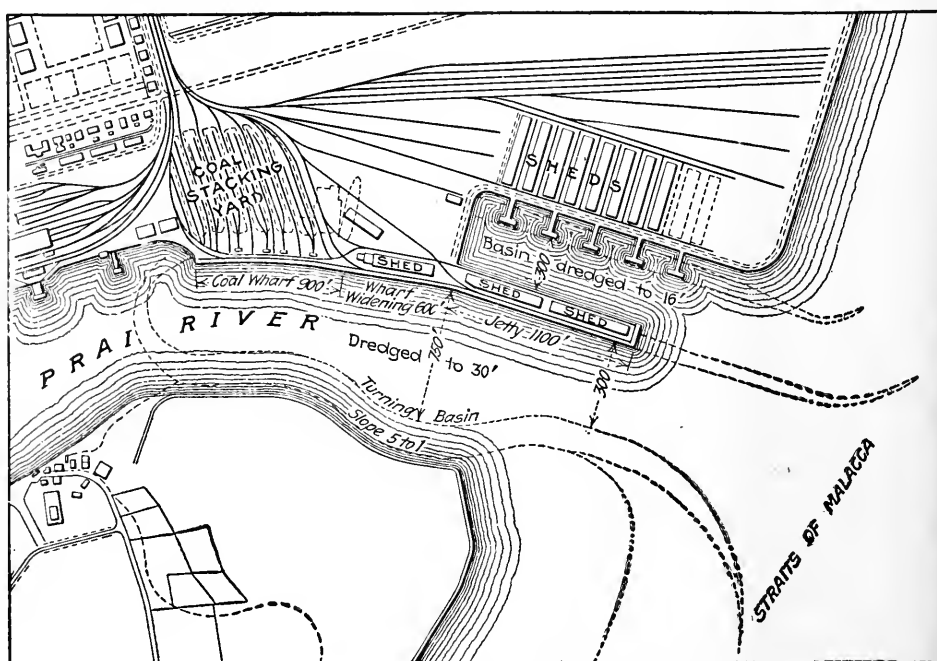 COAL
STACKING
YARD
SHEDS
Basin dredged to 16'
300'
SHED
SHED
SHED
Coal Wharf 900'
Wharf
Widening 600'
Jetty 1100'
PRAI RIVER
Dredged to 30'
750'
300'
Turning Basin
Slope 5 to 1
STRAITS OF MALACCA